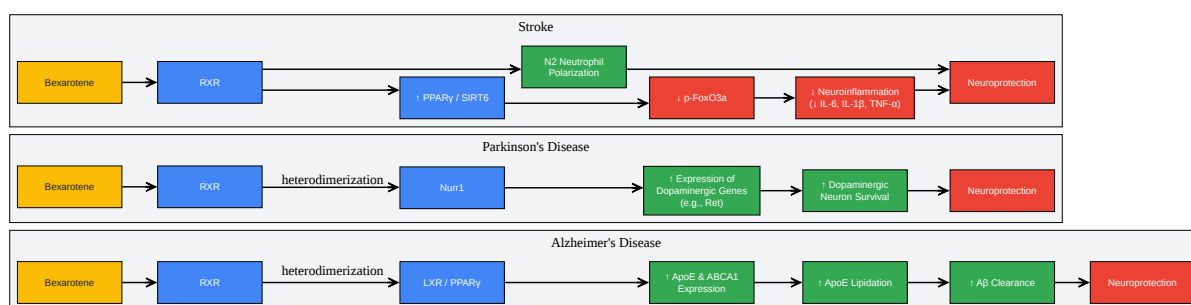 Stroke
Bexarotene
RXR
N2 Neutrophil
Polarization
↑ PPARγ / SIRT6
↓ p-FoxO3a
↓ Neuroinflammation
(↓ IL-6, IL-1β, TNF-α)
Neuroprotection
Parkinson's Disease
Bexarotene
RXR
heterodimerization
Nurr1
↑ Expression of
Dopaminergic Genes
(e.g., Ret)
↑ Dopaminergic
Neuron Survival
Neuroprotection
Alzheimer's Disease
Bexarotene
RXR
heterodimerization
LXR / PPARγ
↑ ApoE & ABCA1
Expression
↑ ApoE Lipidation
↑ Aβ Clearance
Neuroprotection